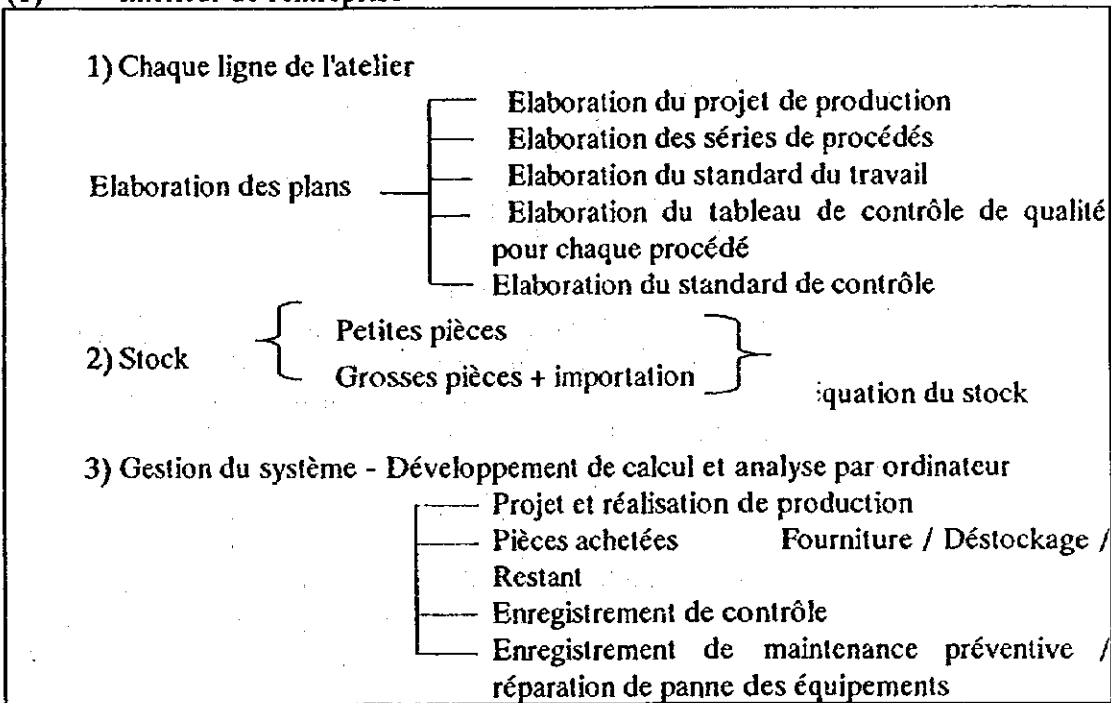 1) Chaque ligne de l'atelier
Elaboration du projet de production
Elaboration des séries de procédés
Elaboration des plans
Elaboration du standard du travail
Elaboration du tableau de contrôle de qualité
pour chaque procédé
Elaboration du standard de contrôle
2) Stock
Petites pièces
Grosses pièces + importation
quation du stock
3) Gestion du système - Développement de calcul et analyse par ordinateur
Projet et réalisation de production
Pièces achetées Fourniture / Déstockage /
Restant
Enregistrement de contrôle
Enregistrement de maintenance préventive /
réparation de panne des équipements